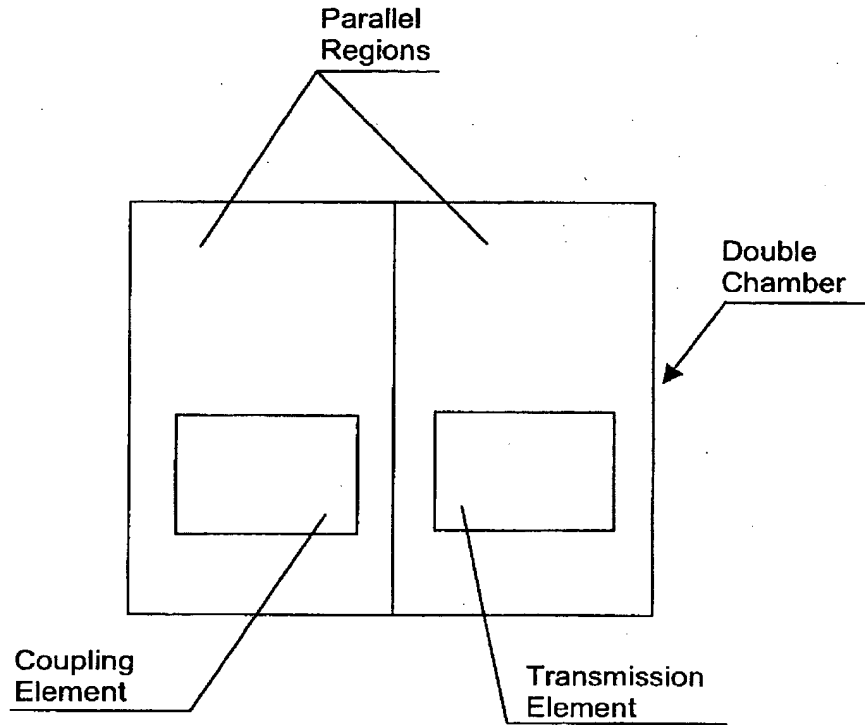 Parallel
Regions
Double
Chamber
Coupling
Element
Transmission
Element